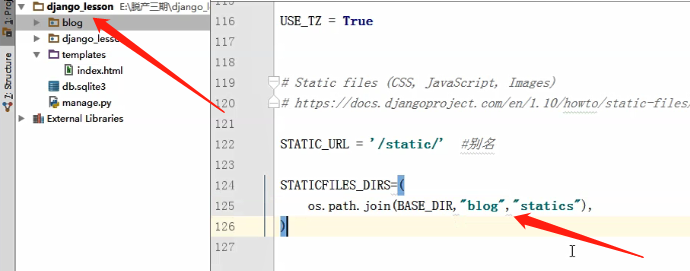 1: Proj
Z: Structure
django_lesson E:\脱产三期\django_l
blog
django_lesso
templates
index.html
db.sqlite3
manage.py
External Libraries
116 USE_TZ = True
117
118
119 # Static files (CSS, JavaScript, Images)
120 # https://docs.djangoproject.com/en/1.10/howto/static-files/
121
122 STATIC_URL = '/static/' #别名
123
124 STATICFILES_DIRS=(
125 os.path.join(BASE_DIR,"blog","statics"),
126 )
127